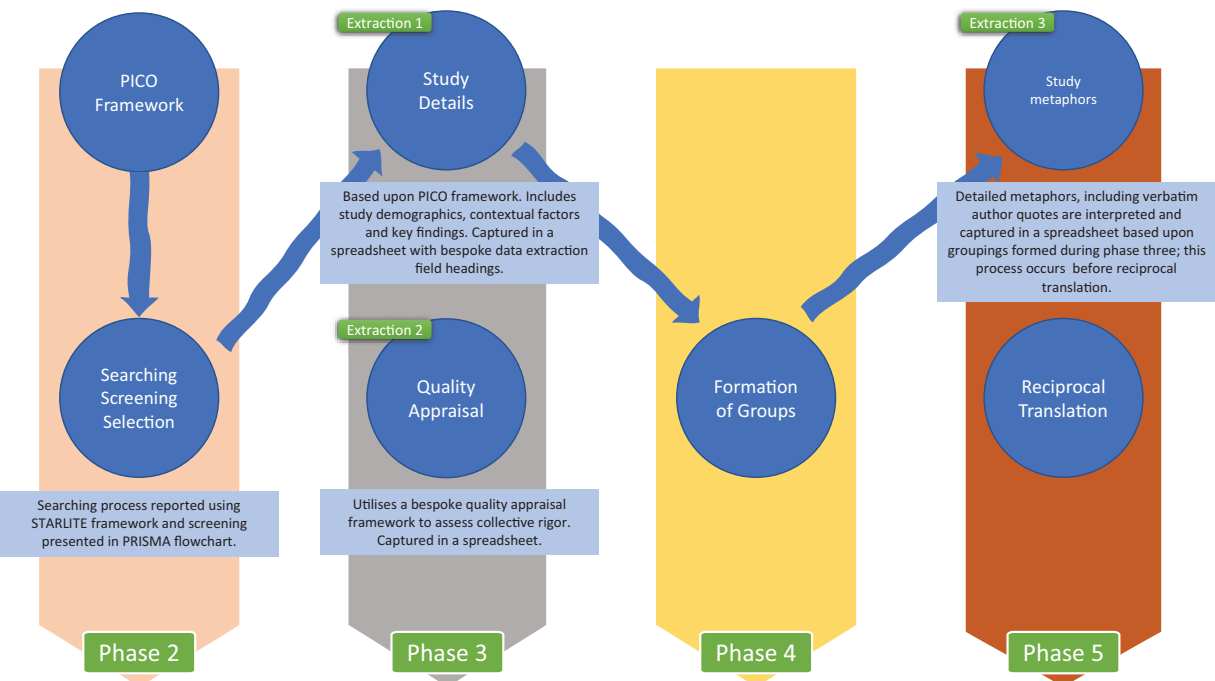 PICO
Framework
Searching
Screening
Selection
Searching process reported using
STARLITE framework and screening
presented in PRISMA flowchart.
Phase 2
Extraction 1
Study
Details
Based upon PICO framework. Includes
study demographics, contextual factors
and key findings. Captured in a
spreadsheet with bespoke data extraction
field headings.
Extraction 2
Quality
Appraisal
Utilises a bespoke quality appraisal
framework to assess collective rigor.
Captured in a spreadsheet.
Phase 3
Formation
of Groups
Phase 4
Extraction 3
Study
metaphors
Detailed metaphors, including verbatim
author quotes are interpreted and
captured in a spreadsheet based upon
groupings formed during phase three; this
process occurs before reciprocal
translation.
Reciprocal
Translation
Phase 5